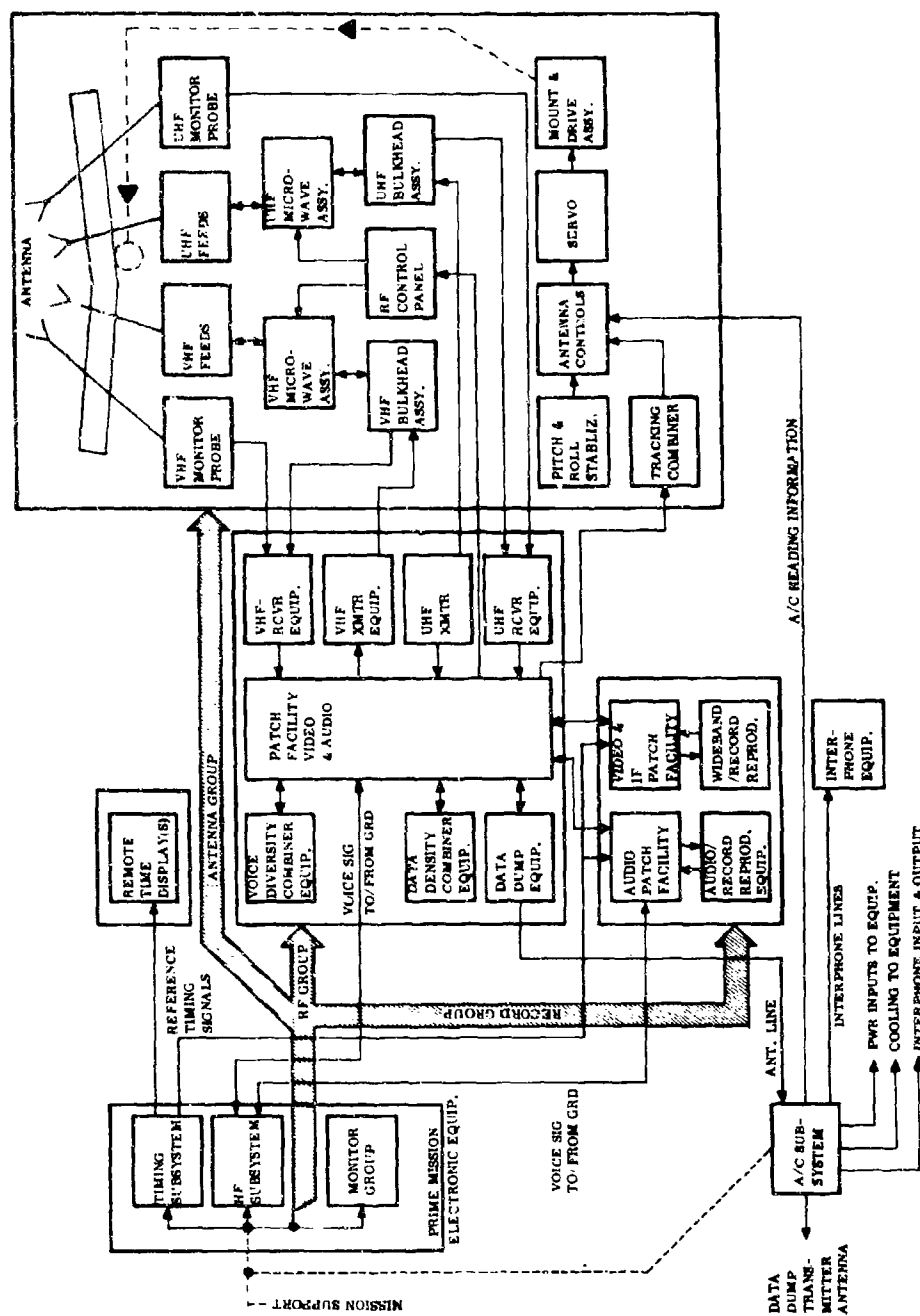 ANTENNA
VHF
MONITOR
PROBE
VHF
FEEDS
UHF
FEEDS
UHF
MONITOR
PROBE
VHF
MICRO-
WAVE
ASSY.
UHF
MICRO-
WAVE
ASSY.
VHF
BULKHEAD
ASSY.
RF
CONTROL
PANEL
UHF
BULKHEAD
ASSY.
PITCH &
ROLL
STABLIZ.
ANTENNA
CONTROLS
SERVO
MOUNT &
DRIVE
ASSY.
TRACKING
COMBINER
VHF-
RCVR
EQUIP.
VHF
XMTR
EQUIP.
UHF
XMTR
UHF
RCVR
EQUIP.
PATCH
FACILITY
VIDEO
& AUDIO
VOICE
DIVERSITY
COMBINER
EQUIP.
VOICE SIG
TO/FROM GRD
DATA
DENSITY
COMBINER
EQUIP.
DATA
DUMP
EQUIP.
VIDEO &
IF
PATCH
FACILITY
WIDEBAND
/RECORD
REPROD.
AUDIO
PATCH
FACILITY
AUDIO/
RECORD
REPROD.
EQUIP.
REMOTE
TIME
DISPLAY(S)
REFERENCE
TIMING
SIGNALS
ANTENNA GROUP
RF GROUP
RECORD GROUP
TIMING
SUBSYSTEM
HF
SUBSYSTEM
MONITOR
GROUP
PRIME MISSION
ELECTRONIC EQUIP.
MISSION SUPPORT
VOICE SIG
TO/FROM GRD
ANT. LINE
A/C SUB-
SYSTEM
DATA
DUMP
TRANS-
MITTER
ANTENNA
A/C HEADING INFORMATION
INTERPHONE LINES
INTER-
PHONE
EQUIP.
PWR INPUTS TO EQUIP.
COOLING TO EQUIPMENT
INTERPHONE INPUT & OUTPUT